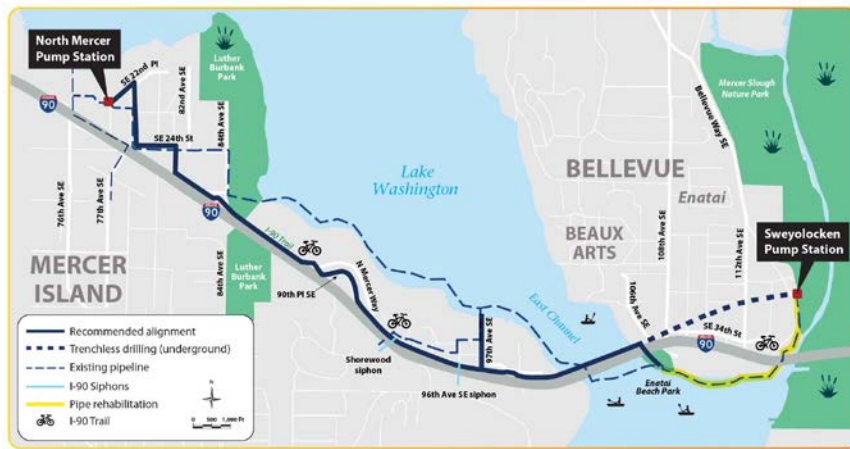 North Mercer
Pump Station
SE 22nd Pl
Luther
Burbank
Park
82nd Ave SE
84th Ave SE
INTERSTATE
90
SE 24th St
76th Ave SE
77th Ave SE
MERCER
ISLAND
90
84th Ave SE
Luther
Burbank
Park
I-90 Trail
90th Pl SE
N Mercer Way
Shorewood
siphon
96th Ave SE siphon
97th Ave SE
Lake
Washington
East Channel
BELLEVUE
Enatai
BEAUX
ARTS
Bellevue Way SE
Mercer Slough
Nature Park
Sweyolocken
Pump Station
106th Ave SE
108th Ave SE
112th Ave SE
SE 34th St
90
Enatai
Beach Park
Recommended alignment
Trenchless drilling (underground)
Existing pipeline
I-90 Siphons
Pipe rehabilitation
I-90 Trail
N
0 500 1,000 Ft